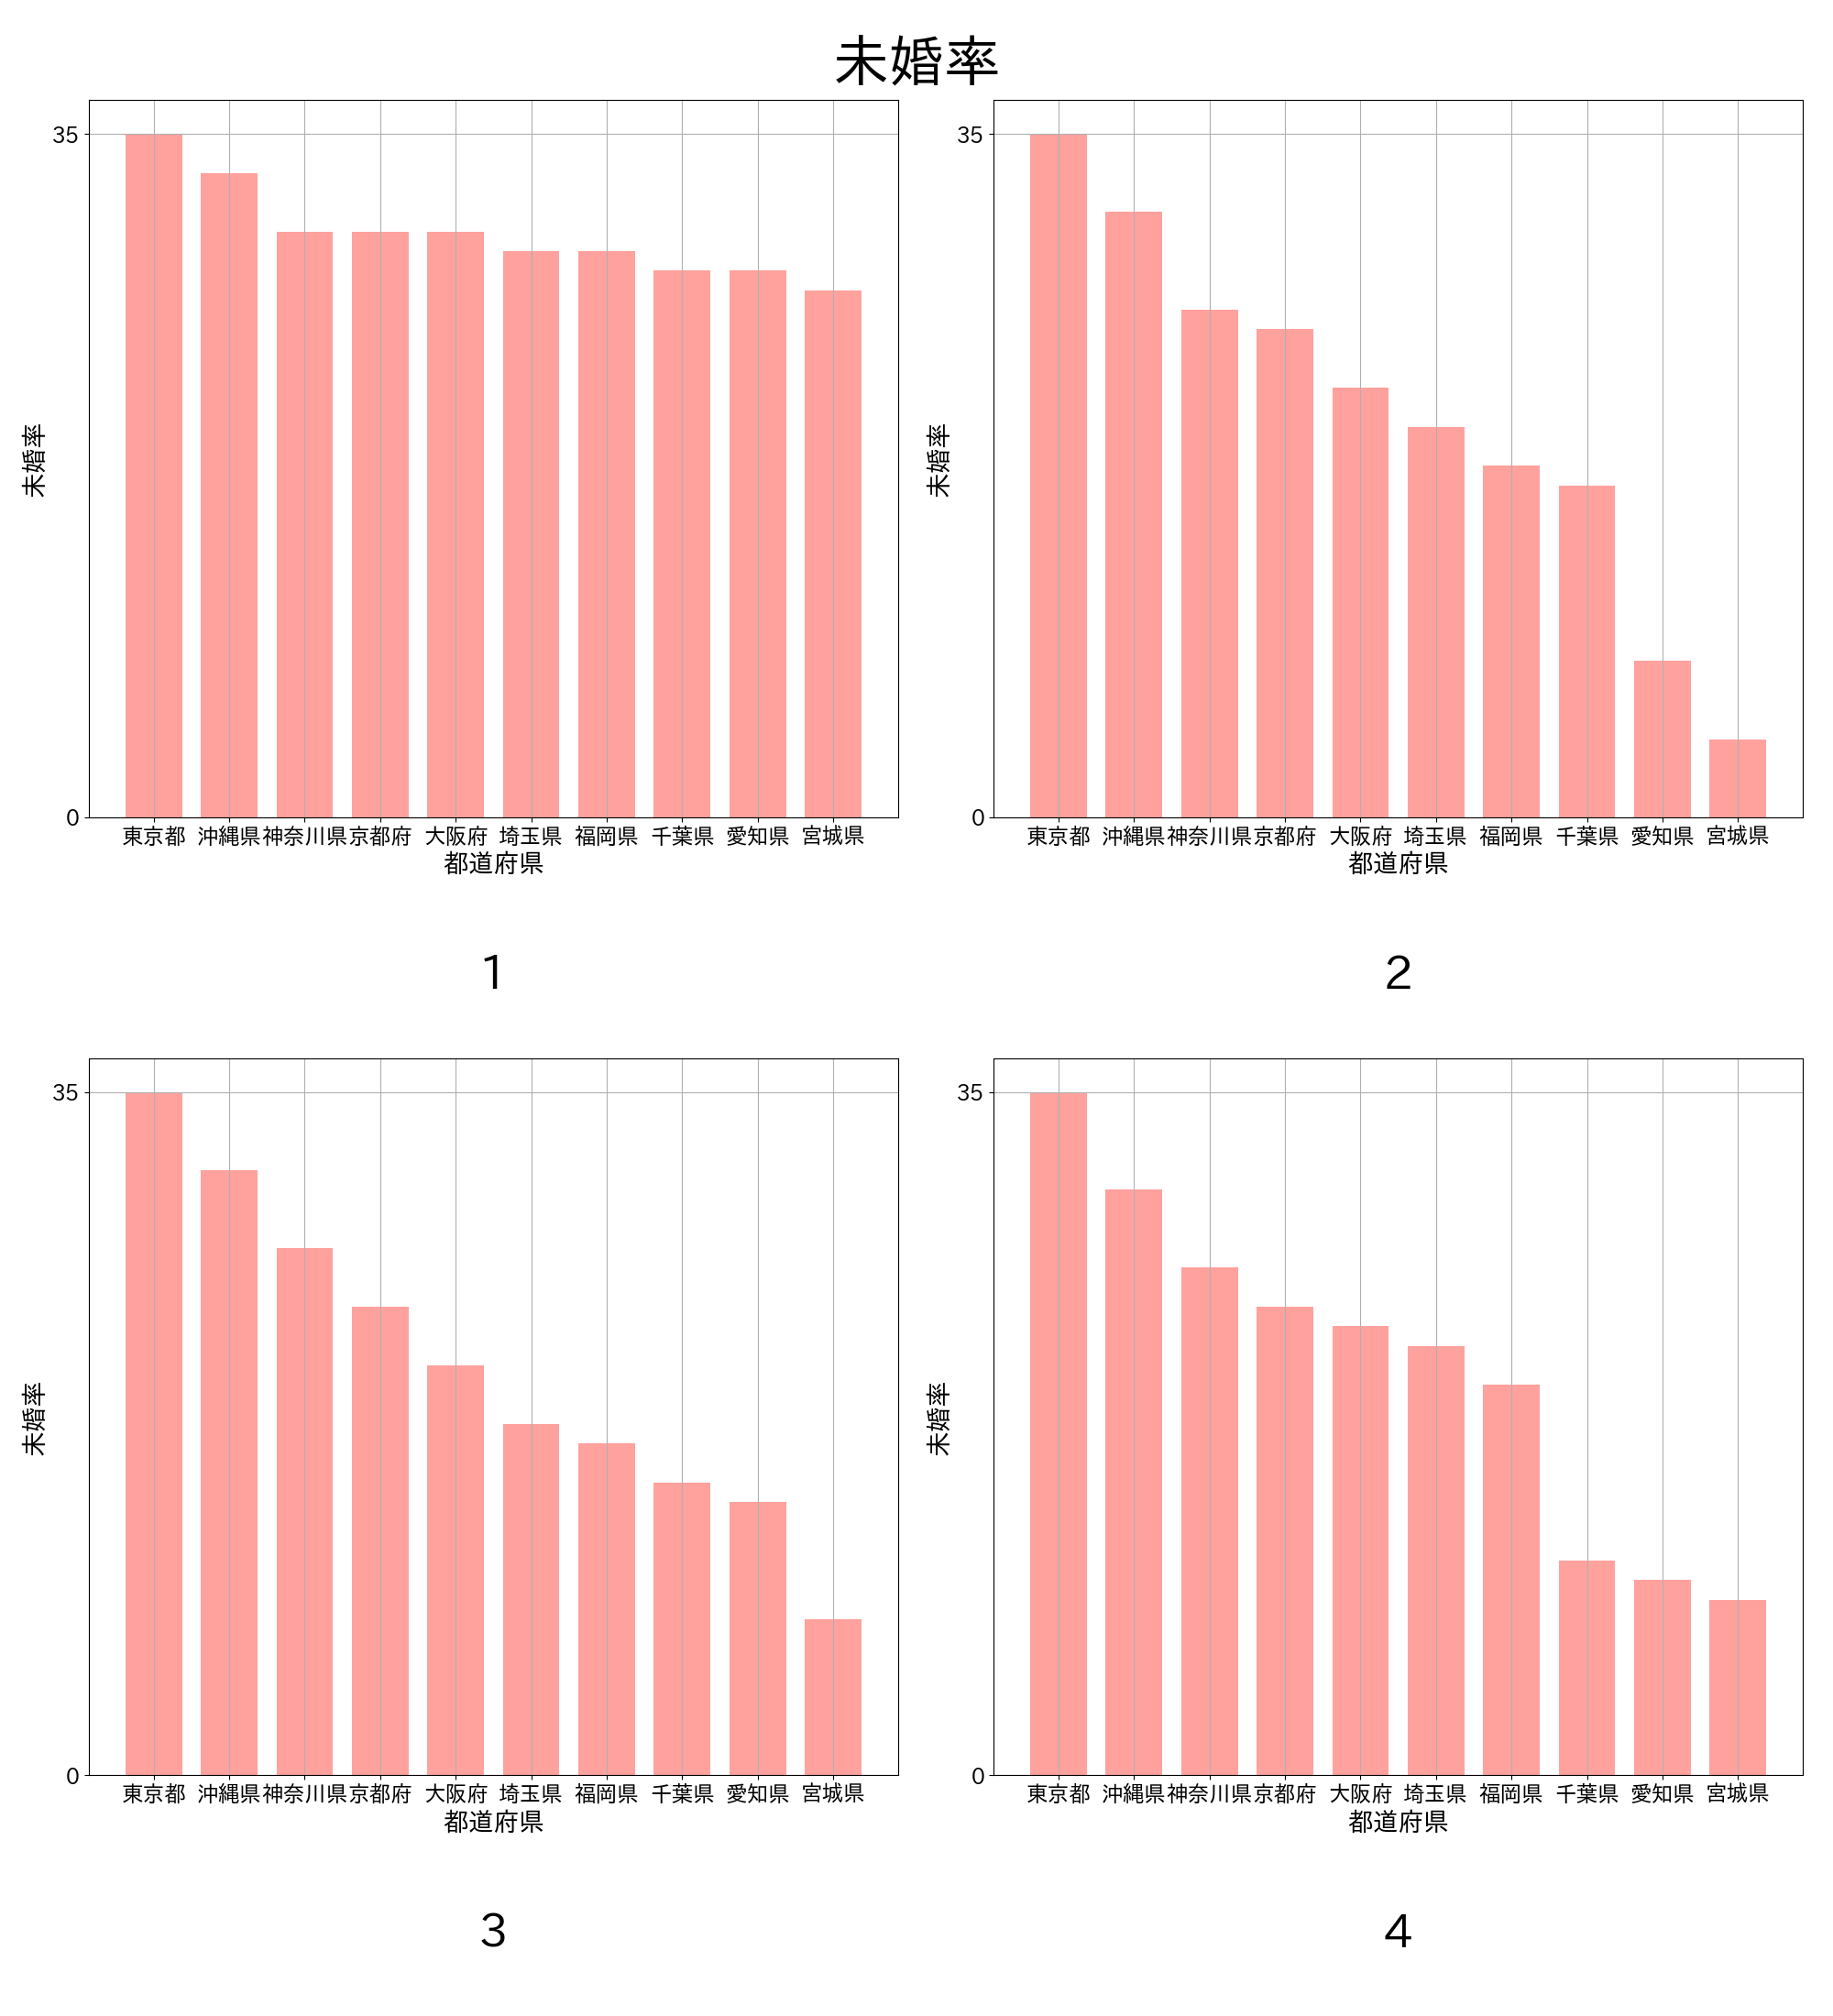 未婚率
35
0
未婚率
東京都 沖縄県 神奈川県 京都府 大阪府 埼玉県 福岡県 千葉県 愛知県 宮城県
都道府県
1
35
0
未婚率
東京都 沖縄県 神奈川県 京都府 大阪府 埼玉県 福岡県 千葉県 愛知県 宮城県
都道府県
2
35
0
未婚率
東京都 沖縄県 神奈川県 京都府 大阪府 埼玉県 福岡県 千葉県 愛知県 宮城県
都道府県
3
35
0
未婚率
東京都 沖縄県 神奈川県 京都府 大阪府 埼玉県 福岡県 千葉県 愛知県 宮城県
都道府県
4